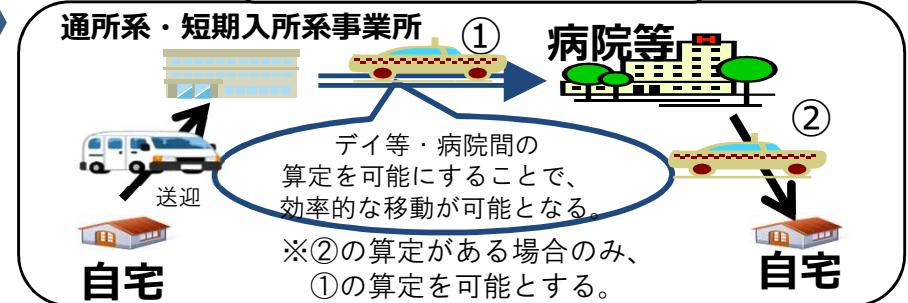 通所系・短期入所系事業所
①
病院等
②
デイ等・病院間の
算定を可能にすることで、
効率的な移動が可能となる。
送迎
※②の算定がある場合のみ、
①の算定を可能とする。
自宅
自宅